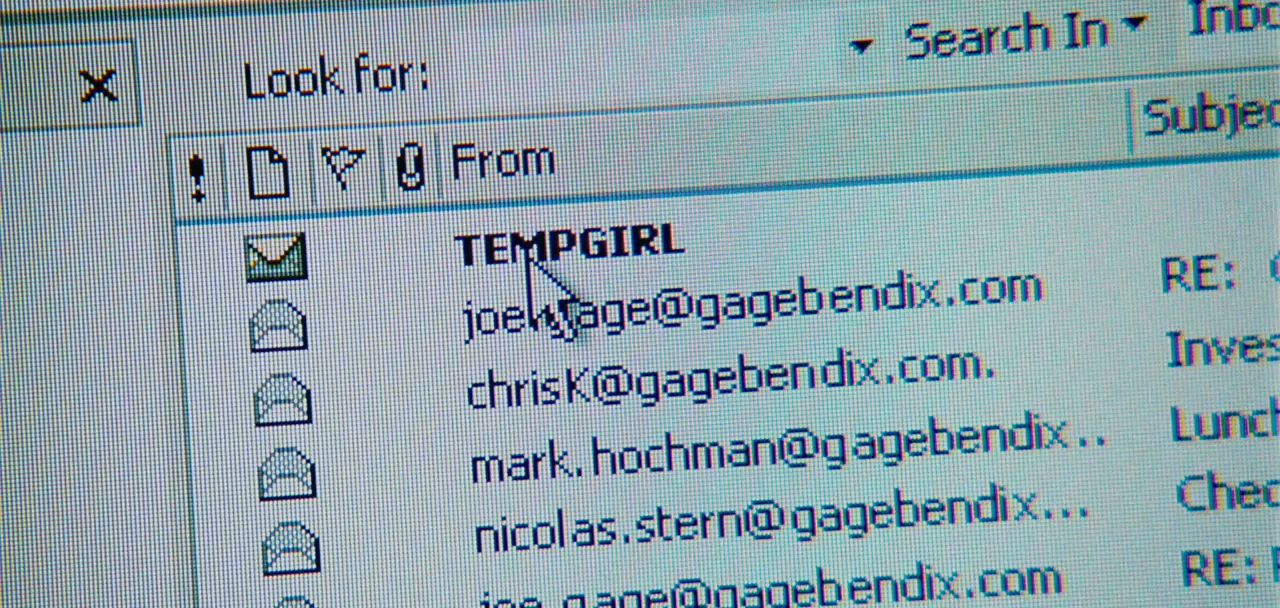 Look for: Search In Inbo
From Subjec
TEMPGIRL
joe.gage@gagebendix.com RE:
chrisK@gagebendix.com. Inves
mark.hochman@gagebendix.. Lunch
nicolas.stern@gagebendix... Chec
joe.gage@gagebendix.com RE: